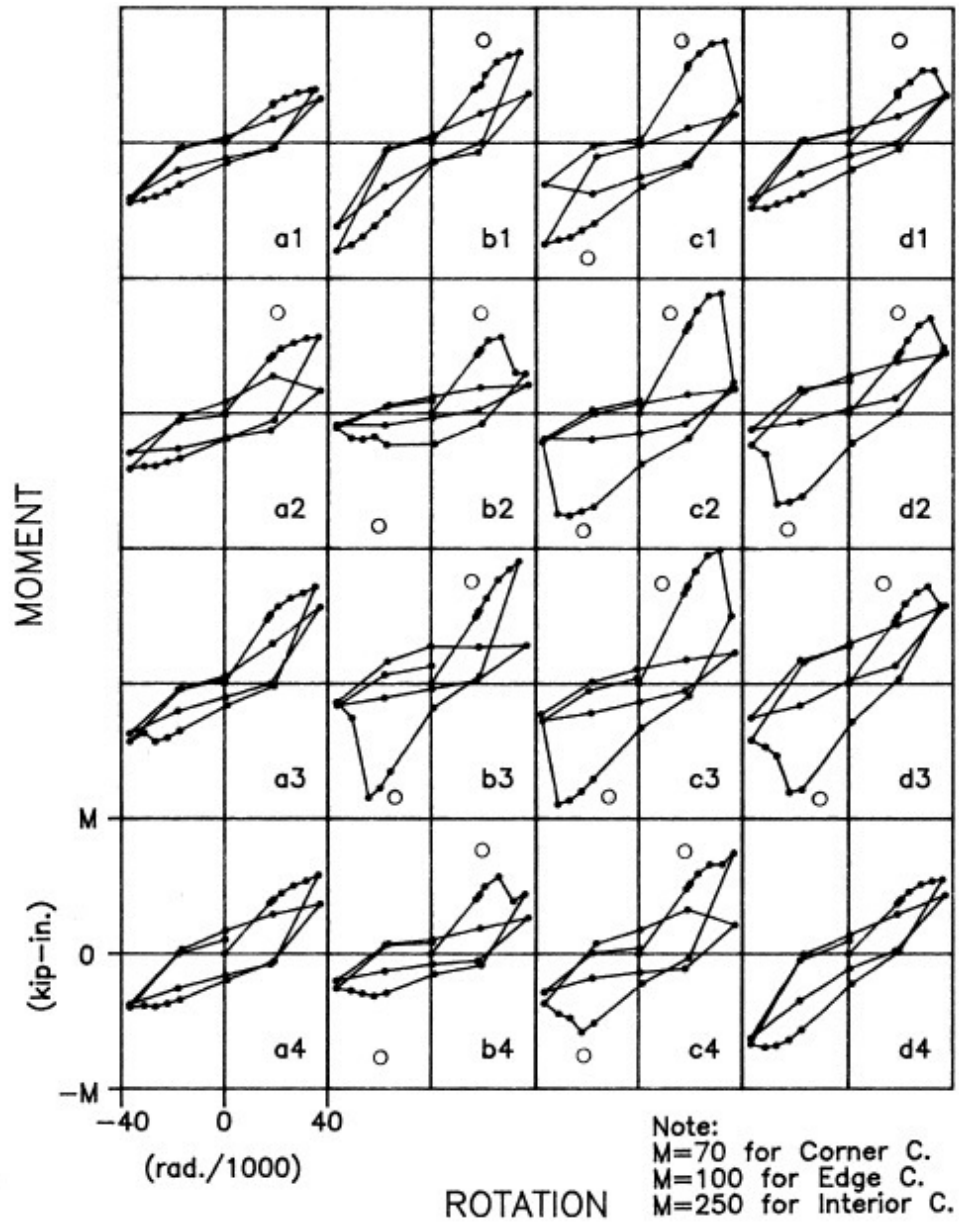 a1 b1 c1 d1
a2 b2 c2 d2
MOMENT
a3 b3 c3 d3
M
(kip-in.)
0
a4 b4 c4 d4
-M
-40 0 40
(rad./1000)
ROTATION
Note:
M=70 for Corner C.
M=100 for Edge C.
M=250 for Interior C.